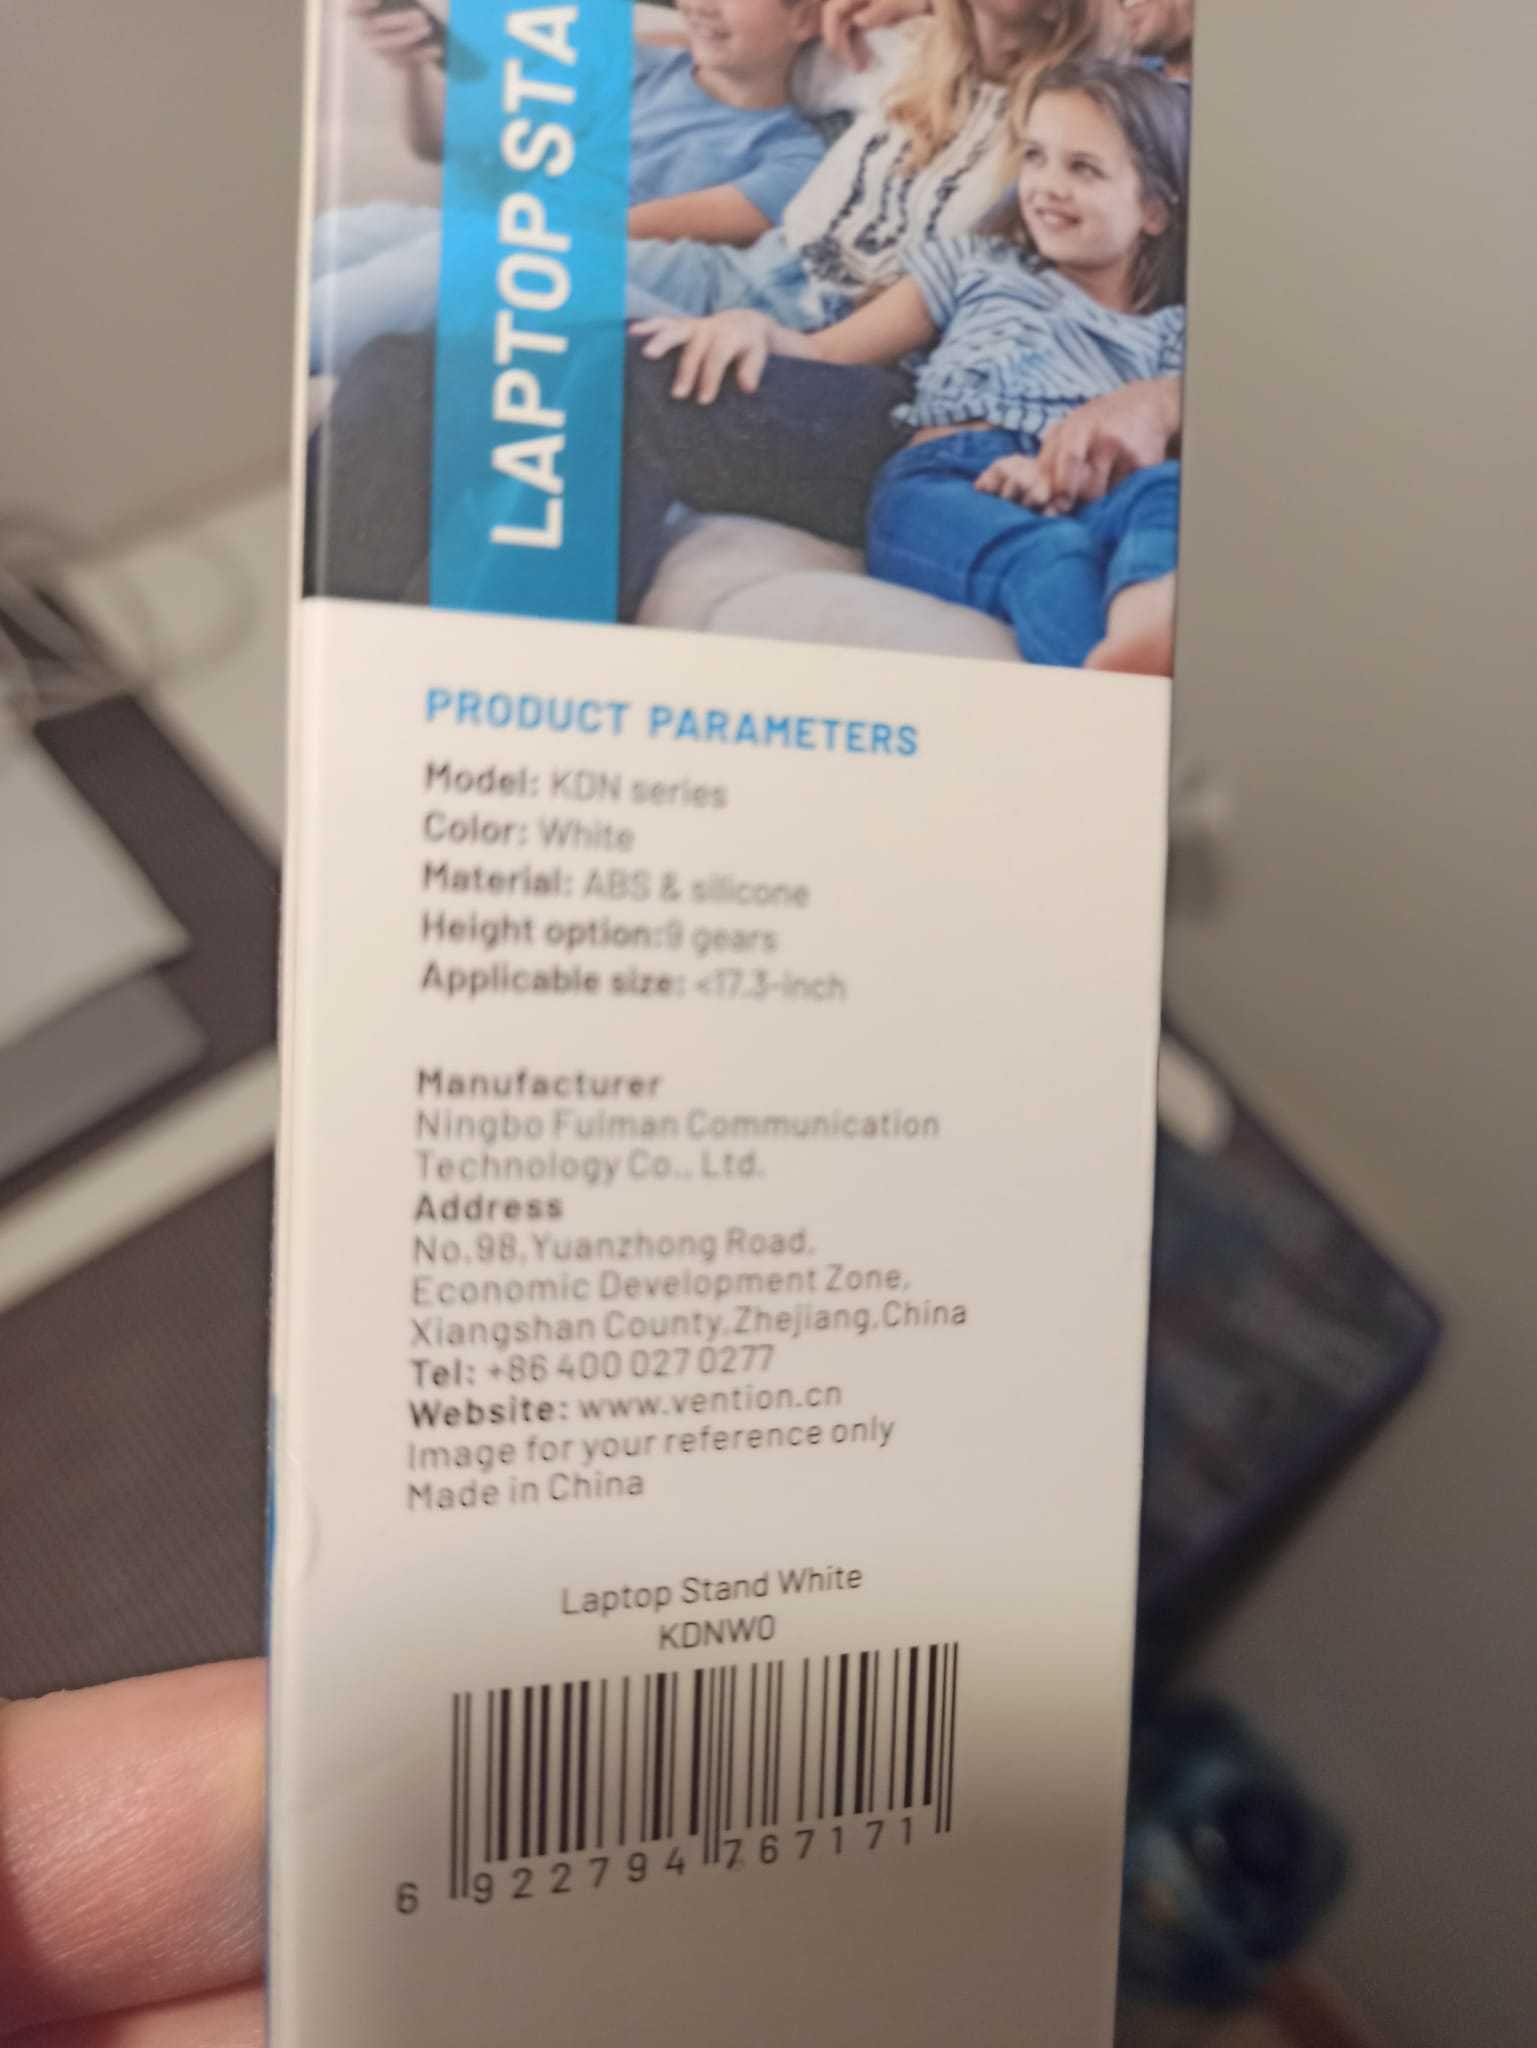 LAPTOP STA
PRODUCT PARAMETERS
Model: KDN series
Color: White
Material: ABS & silicone
Height option:9 gears
Applicable size: <17.3-inch
Manufacturer
Ningbo Fulman Communication
Technology Co., Ltd.
Address
No.98,Yuanzhong Road,
Economic Development Zone,
Xiangshan County,Zhejiang,China
Tel: +86 400 027 0277
Website: www.vention.cn
Image for your reference only
Made in China
Laptop Stand White
KDNW0
6 922794 767171